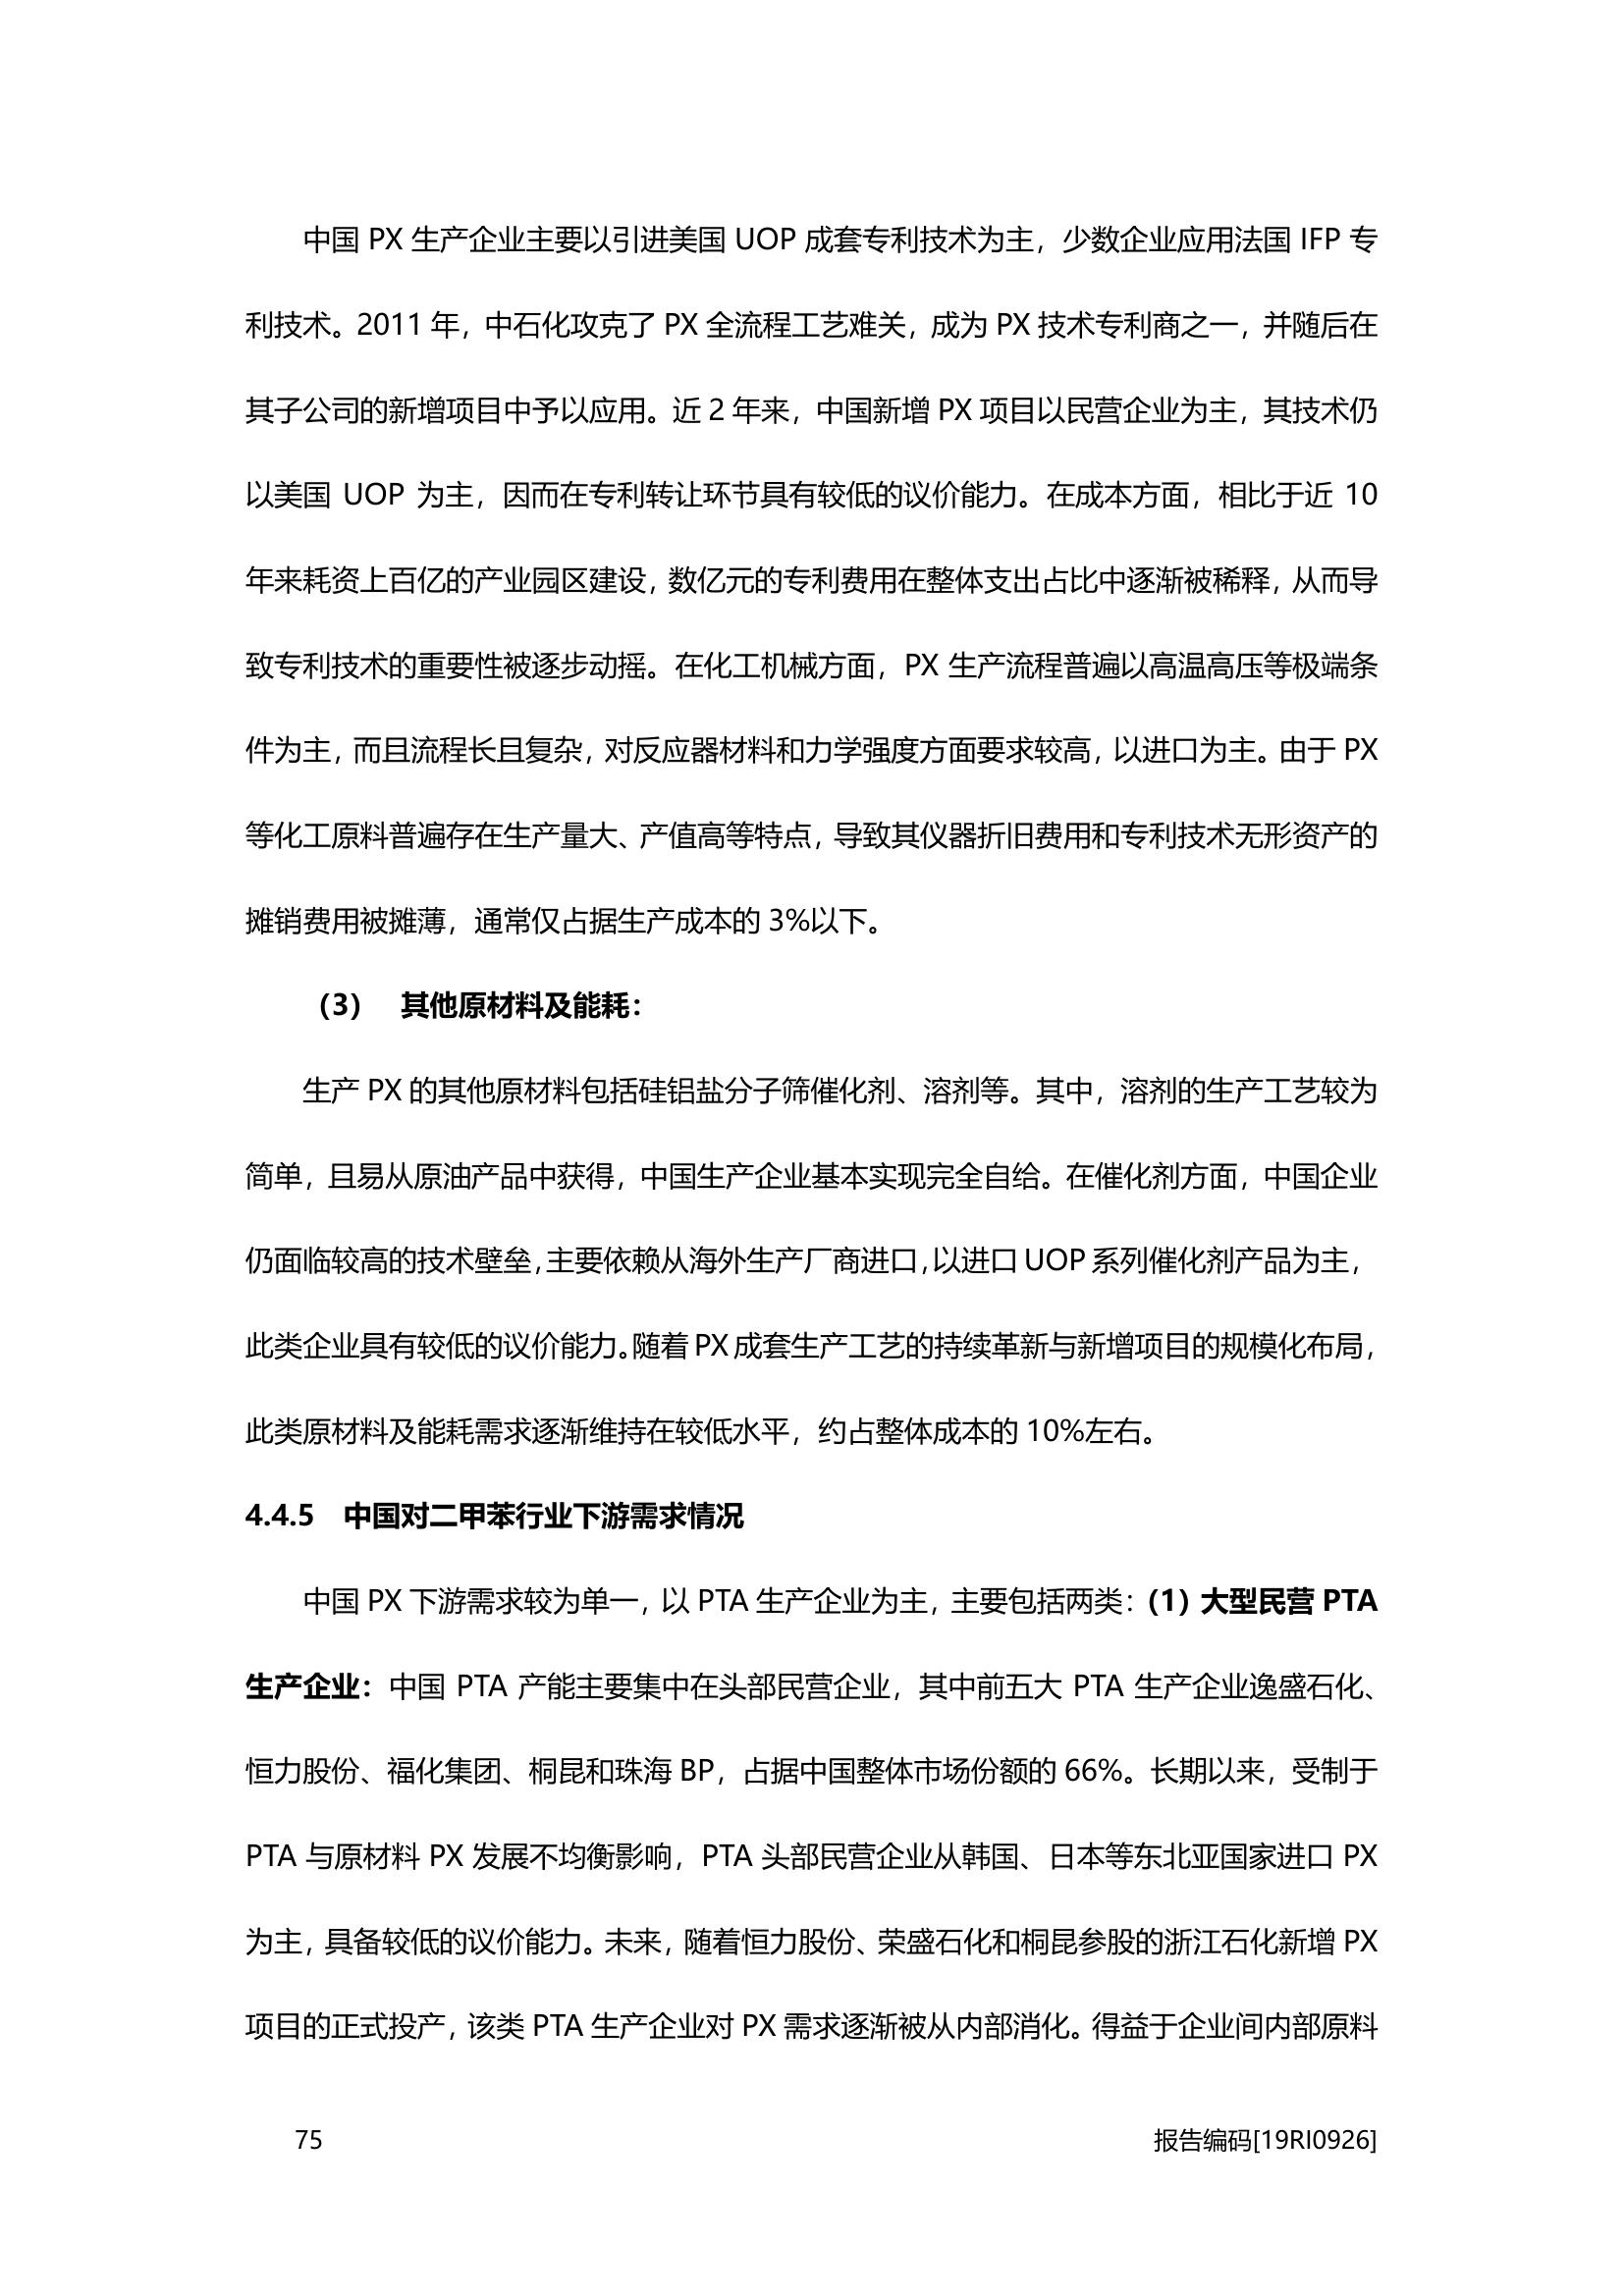 中国 PX 生产企业主要以引进美国 UOP 成套专利技术为主，少数企业应用法国 IFP 专
利技术。2011 年，中石化攻克了 PX 全流程工艺难关，成为 PX 技术专利商之一，并随后在
其子公司的新增项目中予以应用。近 2 年来，中国新增 PX 项目以民营企业为主，其技术仍
以美国 UOP 为主，因而在专利转让环节具有较低的议价能力。在成本方面，相比于近 10
年来耗资上百亿的产业园区建设，数亿元的专利费用在整体支出占比中逐渐被稀释，从而导
致专利技术的重要性被逐步动摇。在化工机械方面，PX 生产流程普遍以高温高压等极端条
件为主，而且流程长且复杂，对反应器材料和力学强度方面要求较高，以进口为主。由于 PX
等化工原料普遍存在生产量大、产值高等特点，导致其仪器折旧费用和专利技术无形资产的
摊销费用被摊薄，通常仅占据生产成本的 3%以下。
（3） 其他原材料及能耗：
生产 PX 的其他原材料包括硅铝盐分子筛催化剂、溶剂等。其中，溶剂的生产工艺较为
简单，且易从原油产品中获得，中国生产企业基本实现完全自给。在催化剂方面，中国企业
仍面临较高的技术壁垒，主要依赖从海外生产厂商进口，以进口 UOP 系列催化剂产品为主，
此类企业具有较低的议价能力。随着 PX 成套生产工艺的持续革新与新增项目的规模化布局，
此类原材料及能耗需求逐渐维持在较低水平，约占整体成本的 10%左右。
4.4.5 中国对二甲苯行业下游需求情况
中国 PX 下游需求较为单一，以 PTA 生产企业为主，主要包括两类：（1）大型民营 PTA
生产企业：中国 PTA 产能主要集中在头部民营企业，其中前五大 PTA 生产企业逸盛石化、
恒力股份、福化集团、桐昆和珠海 BP，占据中国整体市场份额的 66%。长期以来，受制于
PTA 与原材料 PX 发展不均衡影响，PTA 头部民营企业从韩国、日本等东北亚国家进口 PX
为主，具备较低的议价能力。未来，随着恒力股份、荣盛石化和桐昆参股的浙江石化新增 PX
项目的正式投产，该类 PTA 生产企业对 PX 需求逐渐被从内部消化。得益于企业间内部原料
75 报告编码[19RI0926]